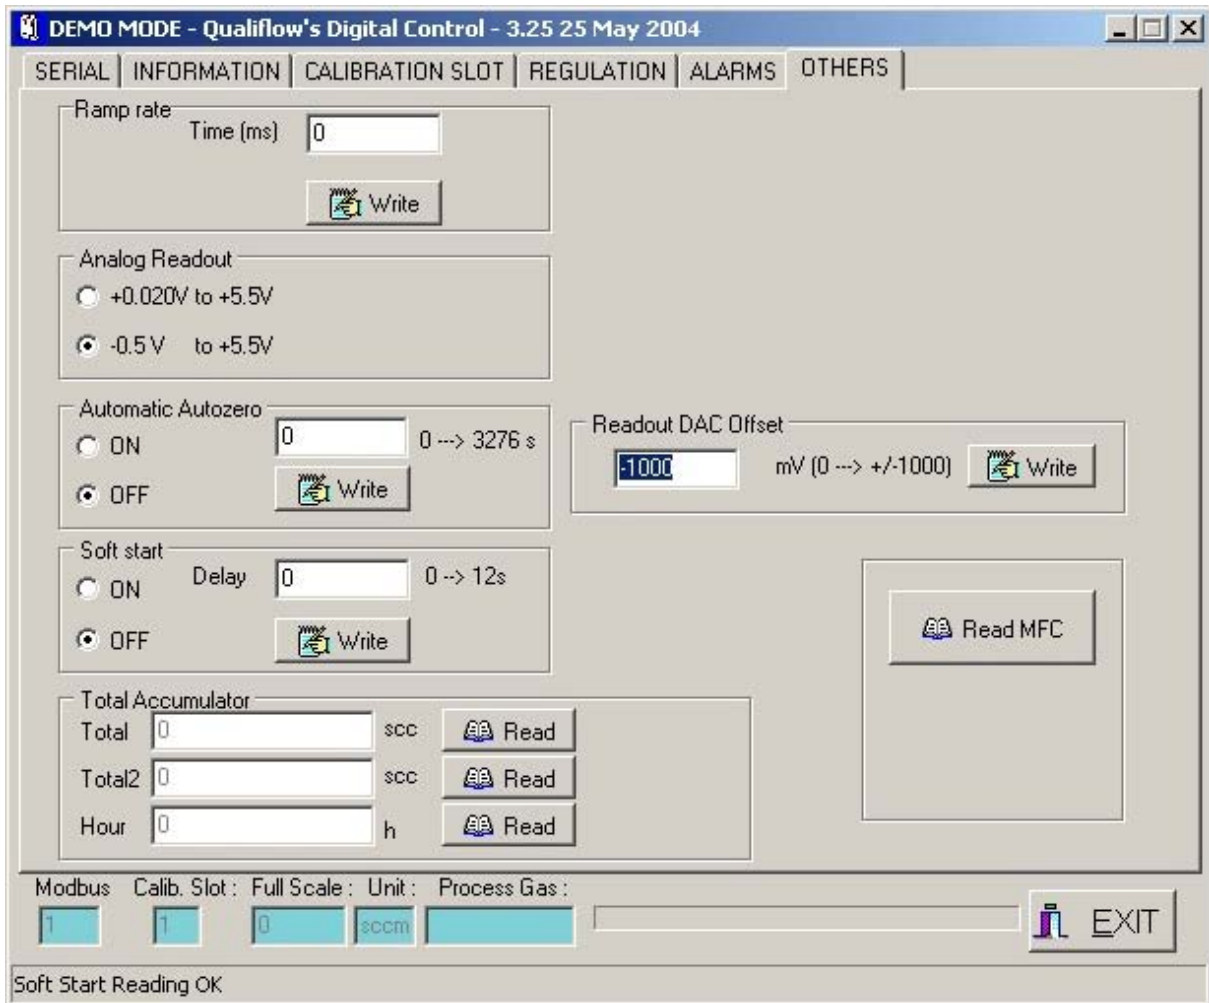 DEMO MODE - Qualiflow's Digital Control - 3.25 25 May 2004
SERIAL INFORMATION CALIBRATION SLOT REGULATION ALARMS OTHERS
Ramp rate
Time (ms) 0
Write
Analog Readout
+0.020V to +5.5V
-0.5 V to +5.5V
Automatic Autozero
ON 0 0 ---> 3276 s
OFF Write
Readout DAC Offset
-1000 mV (0 ---> +/-1000) Write
Soft start
ON Delay 0 0 --> 12s
OFF Write
Read MFC
Total Accumulator
Total 0 scc Read
Total2 0 scc Read
Hour 0 h Read
Modbus Calib. Slot : Full Scale : Unit : Process Gas :
1 1 0 sccm
EXIT
Soft Start Reading OK